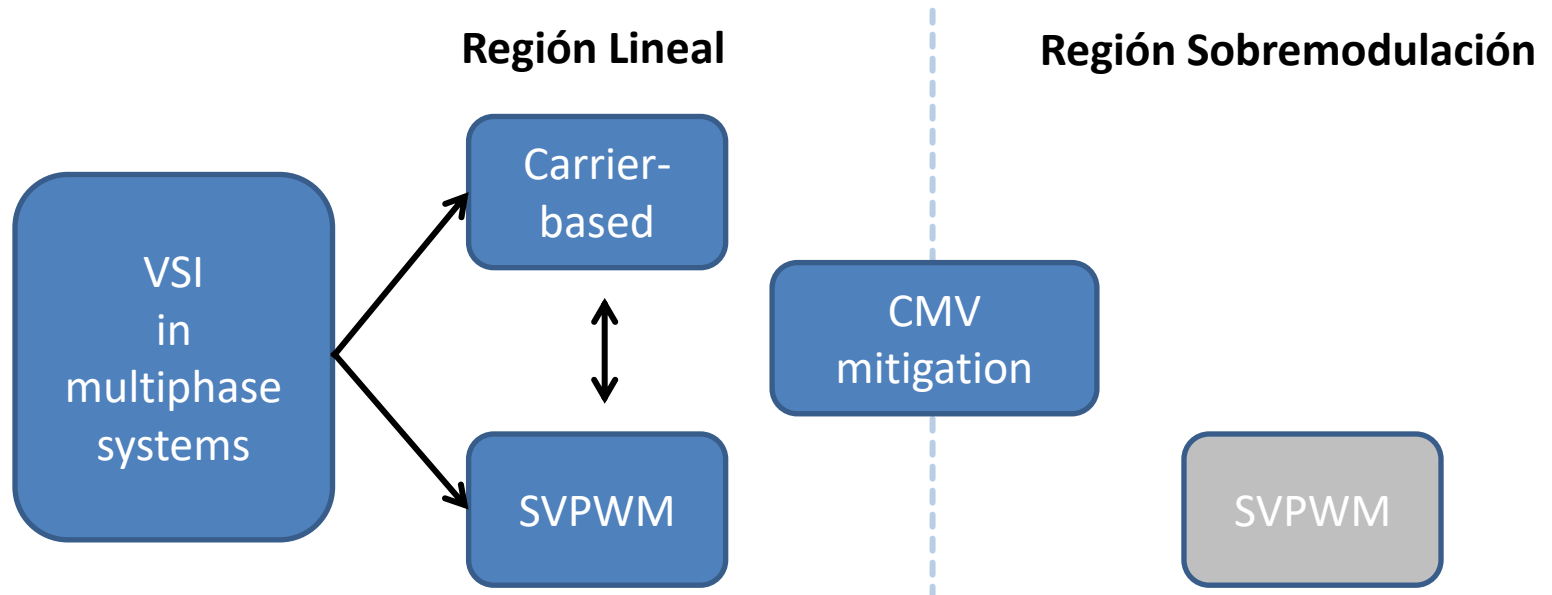 Región Lineal
Región Sobremodulación
Carrier-
based
VSI
in
multiphase
systems
CMV
mitigation
SVPWM
SVPWM